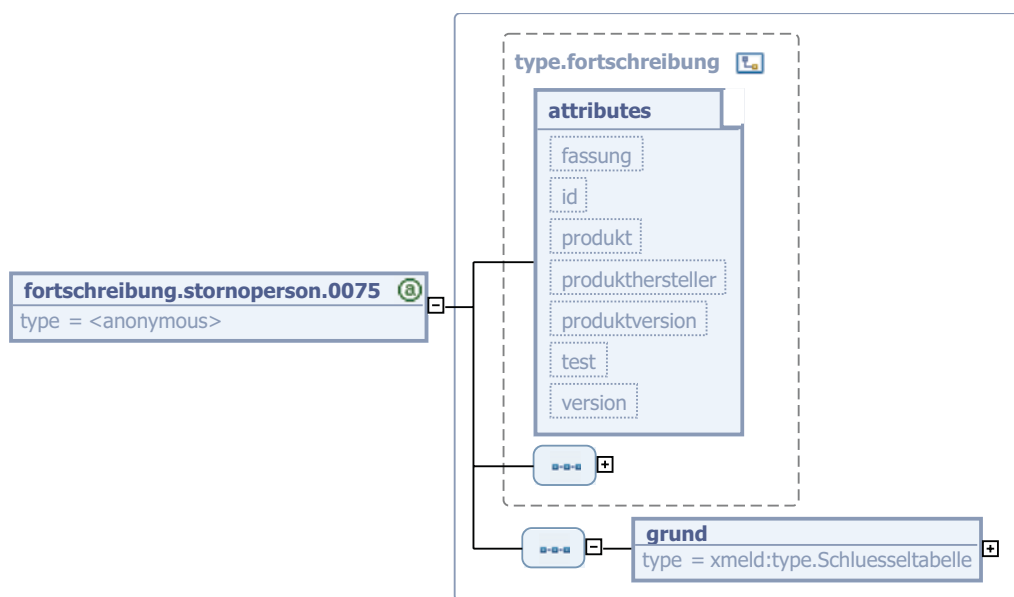 type.fortschreibung
attributes
fassung
id
produkt
produkthersteller
produktversion
test
version
fortschreibung.stornoperson.0075 a
type = <anonymous>
grund
type = xmeld:type.Schluesseltabelle